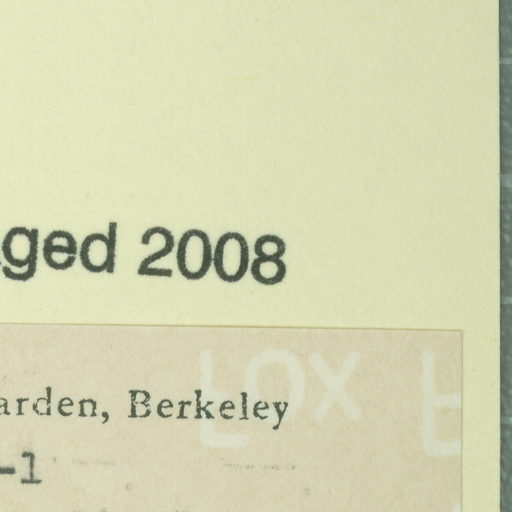 ged 2008
arden, Berkeley
-1